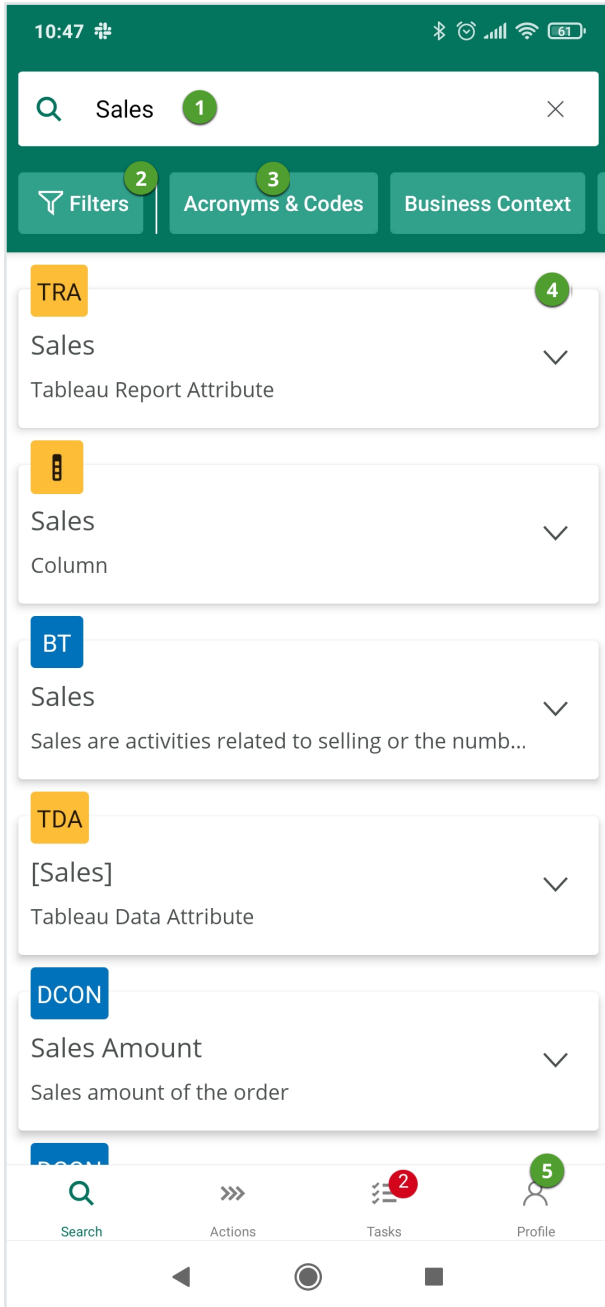 10:47 61
Sales 1
2 3
Filters Acronyms & Codes Business Context
TRA 4
Sales
Tableau Report Attribute
Sales
Column
BT
Sales
Sales are activities related to selling or the numb...
TDA
[Sales]
Tableau Data Attribute
DCON
Sales Amount
Sales amount of the order
DCON
2 5
Search Actions Tasks Profile